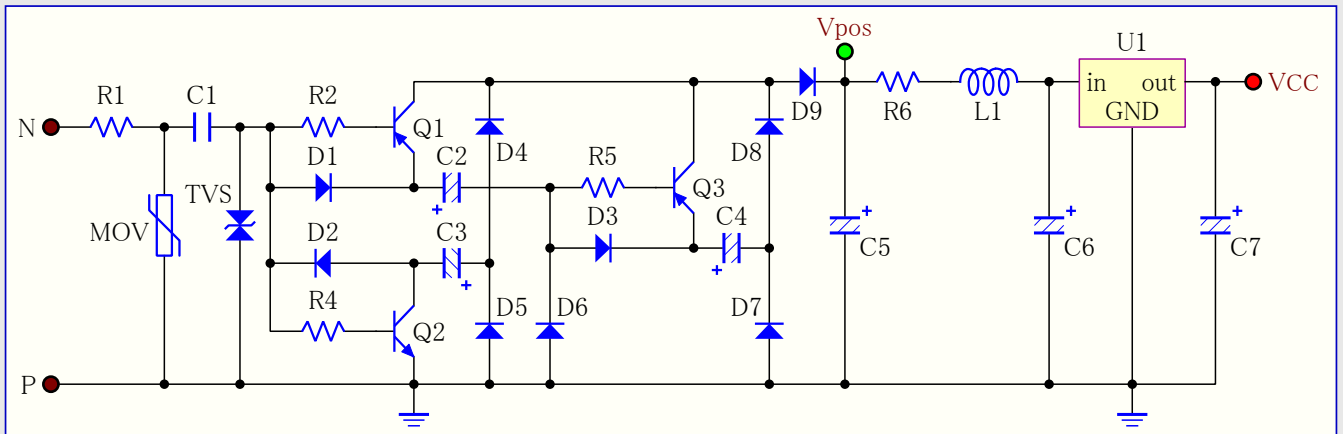 Vpos
U1
R1
C1
R2
in
out
VCC
N
Q1
D9
R6
L1
GND
D1
C2
D4
R5
D8
TVS
Q3
MOV
D2
C3
D3
C4
C5
C6
C7
R4
D5
D6
D7
Q2
P